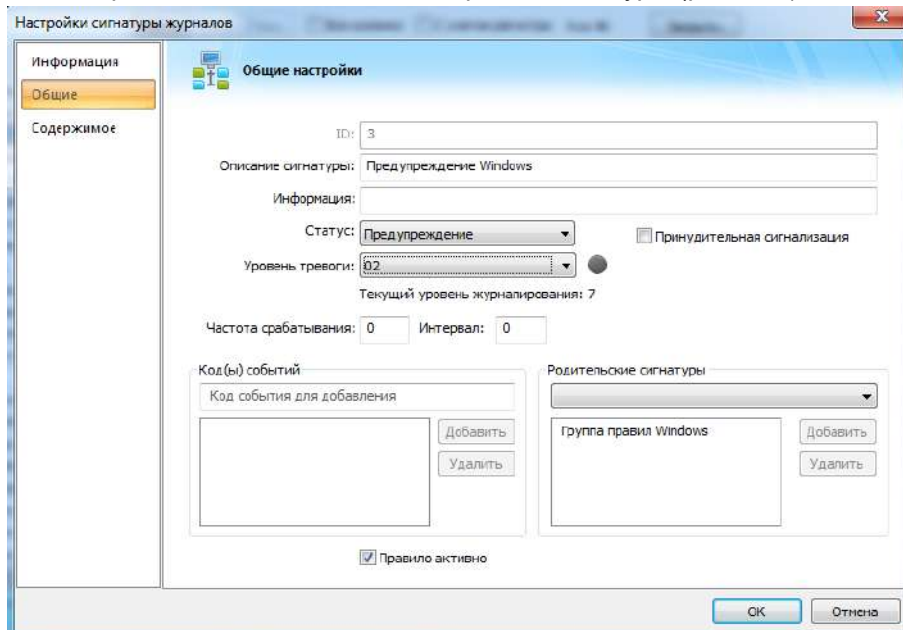 Настройки сигнатуры журналов
Информация
Общие
Содержимое
Общие настройки
ID: 3
Описание сигнатуры: Предупреждение Windows
Информация:
Статус: Предупреждение
Принудительная сигнализация
Уровень тревоги: 02
Текущий уровень журналирования: 7
Частота срабатывания: 0 Интервал: 0
Код(ы) событий
Код события для добавления
Добавить
Удалить
Родительские сигнатуры
Группа правил Windows
Добавить
Удалить
Правило активно
OK
Отмена